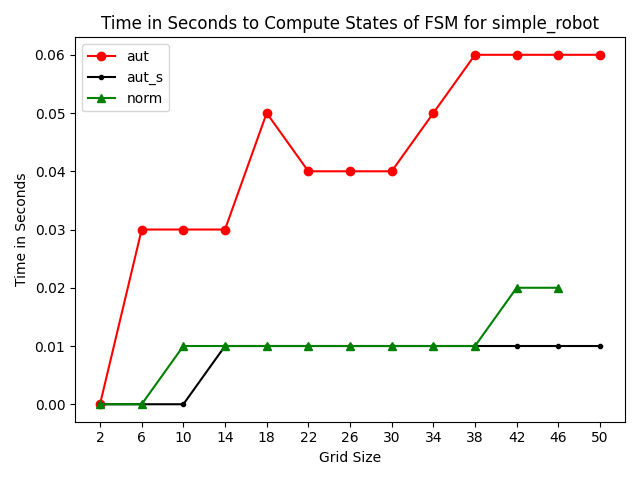 Time in Seconds to Compute States of FSM for simple_robot
aut
aut_s
norm
Time in Seconds
0.06
0.05
0.04
0.03
0.02
0.01
0.00
2 6 10 14 18 22 26 30 34 38 42 46 50
Grid Size